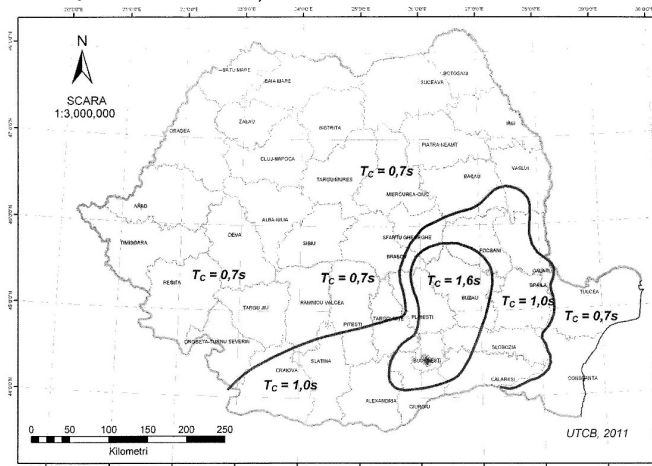 N
SCARA
1:3,000,000
SATU MARE
BAIA MARE
BOTOSANI
SUCEAVA
ZALAU
ORADEA
BISTRITA
IASI
CLUJ-NAPOCA
PIATRA-NEAMT
TC = 0,7s
TARGU-MURES
BACAU
VASLUI
MIERCUREA-CIUC
ARAD
ALBA-IULIA
DEVA
TIMISOARA
SIBIU
SFANTU GHEORGHE
BRASOV
FOCSANI
GALATI
TC = 0,7s
TC = 0,7s
TC = 1,6s
RESITA
BRAILA
TULCEA
BUZAU
TC = 1,0s
TC = 0,7s
TARGU JIU
RAMNICU VALCEA
TARGOVISTE
PLOIESTI
PITESTI
DROBETA-TURNU SEVERIN
SLOBOZIA
SLATINA
BUCURESTI
CRAIOVA
TC = 1,0s
CALARASI
CONSTANTA
ALEXANDRIA
GIURGIU
0 50 100 150 200 250
Kilometri
UTCB, 2011